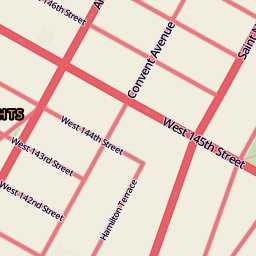 West 146th Street
Convent Avenue
Saint N
West 145th Street
HTS
West 144th Street
West 143rd Street
West 142nd Street
Hamilton Terrace